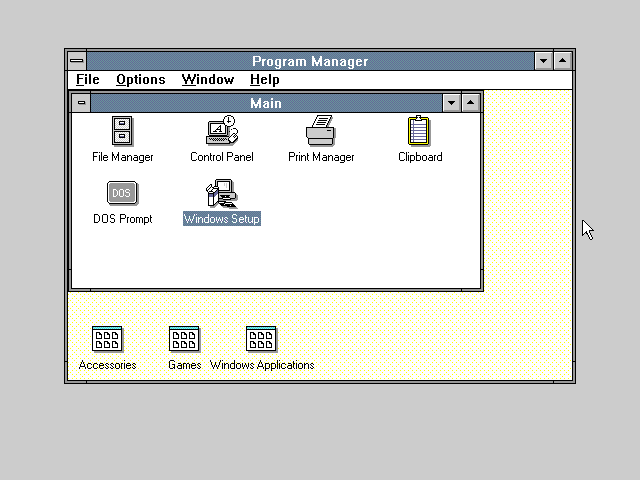 Program Manager
File Options Window Help
Main
File Manager Control Panel Print Manager Clipboard
DOS
DOS Prompt Windows Setup
Accessories Games Windows Applications